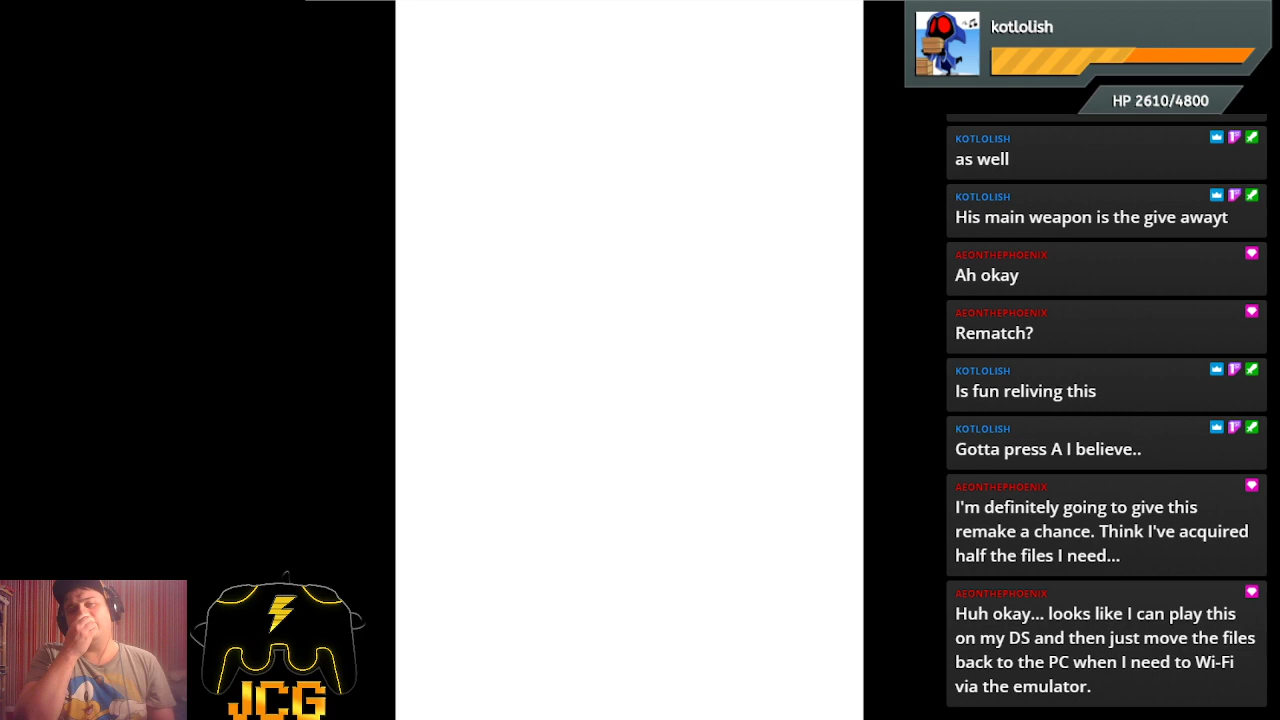 kotlolish
HP 2610/4800
KOTLOLISH
as well
KOTLOLISH
His main weapon is the give awayt
AEONTHEPHOENIX
Ah okay
AEONTHEPHOENIX
Rematch?
KOTLOLISH
Is fun reliving this
KOTLOLISH
Gotta press A I believe..
AEONTHEPHOENIX
I'm definitely going to give this
remake a chance. Think I've acquired
half the files I need...
AEONTHEPHOENIX
Huh okay... looks like I can play this
on my DS and then just move the files
back to the PC when I need to Wi-Fi
via the emulator.
JCG